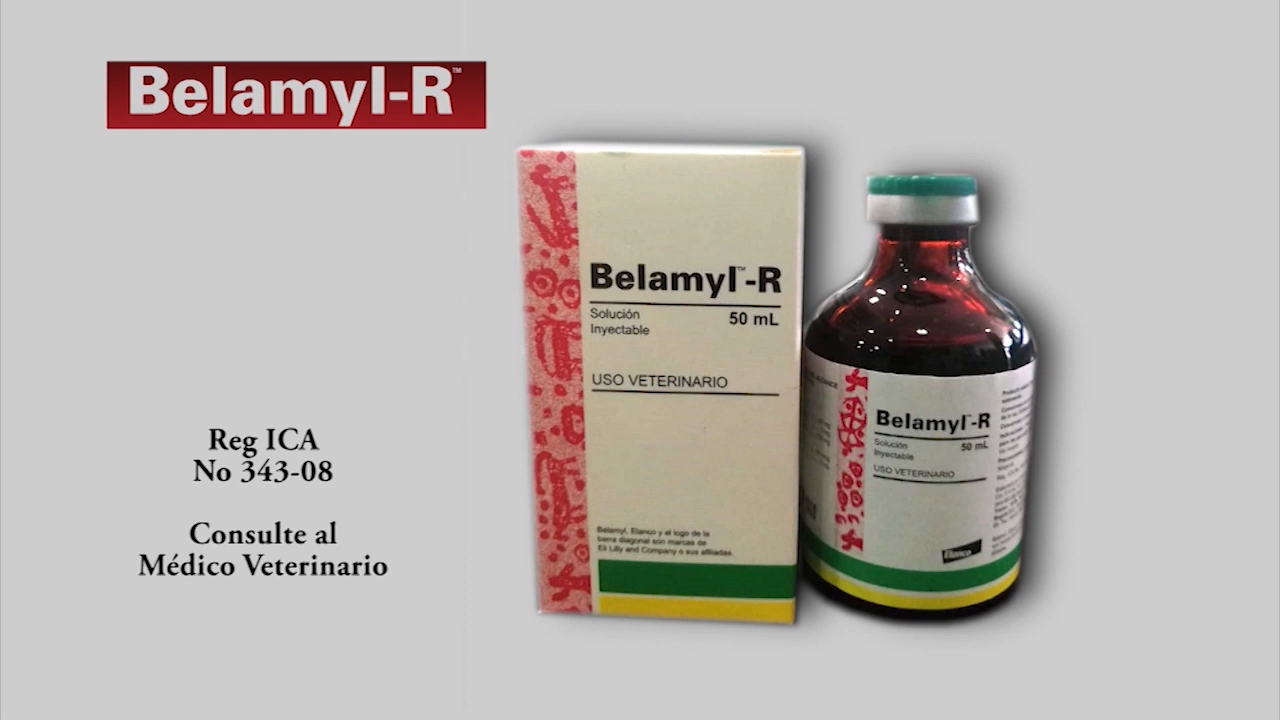 Belamyl-R™
Reg ICA
No 343-08
Consulte al
Médico Veterinario
Belamyl™-R
Solución
Inyectable
50 mL
USO VETERINARIO
Belamyl, Elanco y el logo de la
barra diagonal son marcas de
Eli Lilly and Company o sus afiliadas.
Belamyl™-R
Solución
Inyectable
50 mL
USO VETERINARIO
Elanco